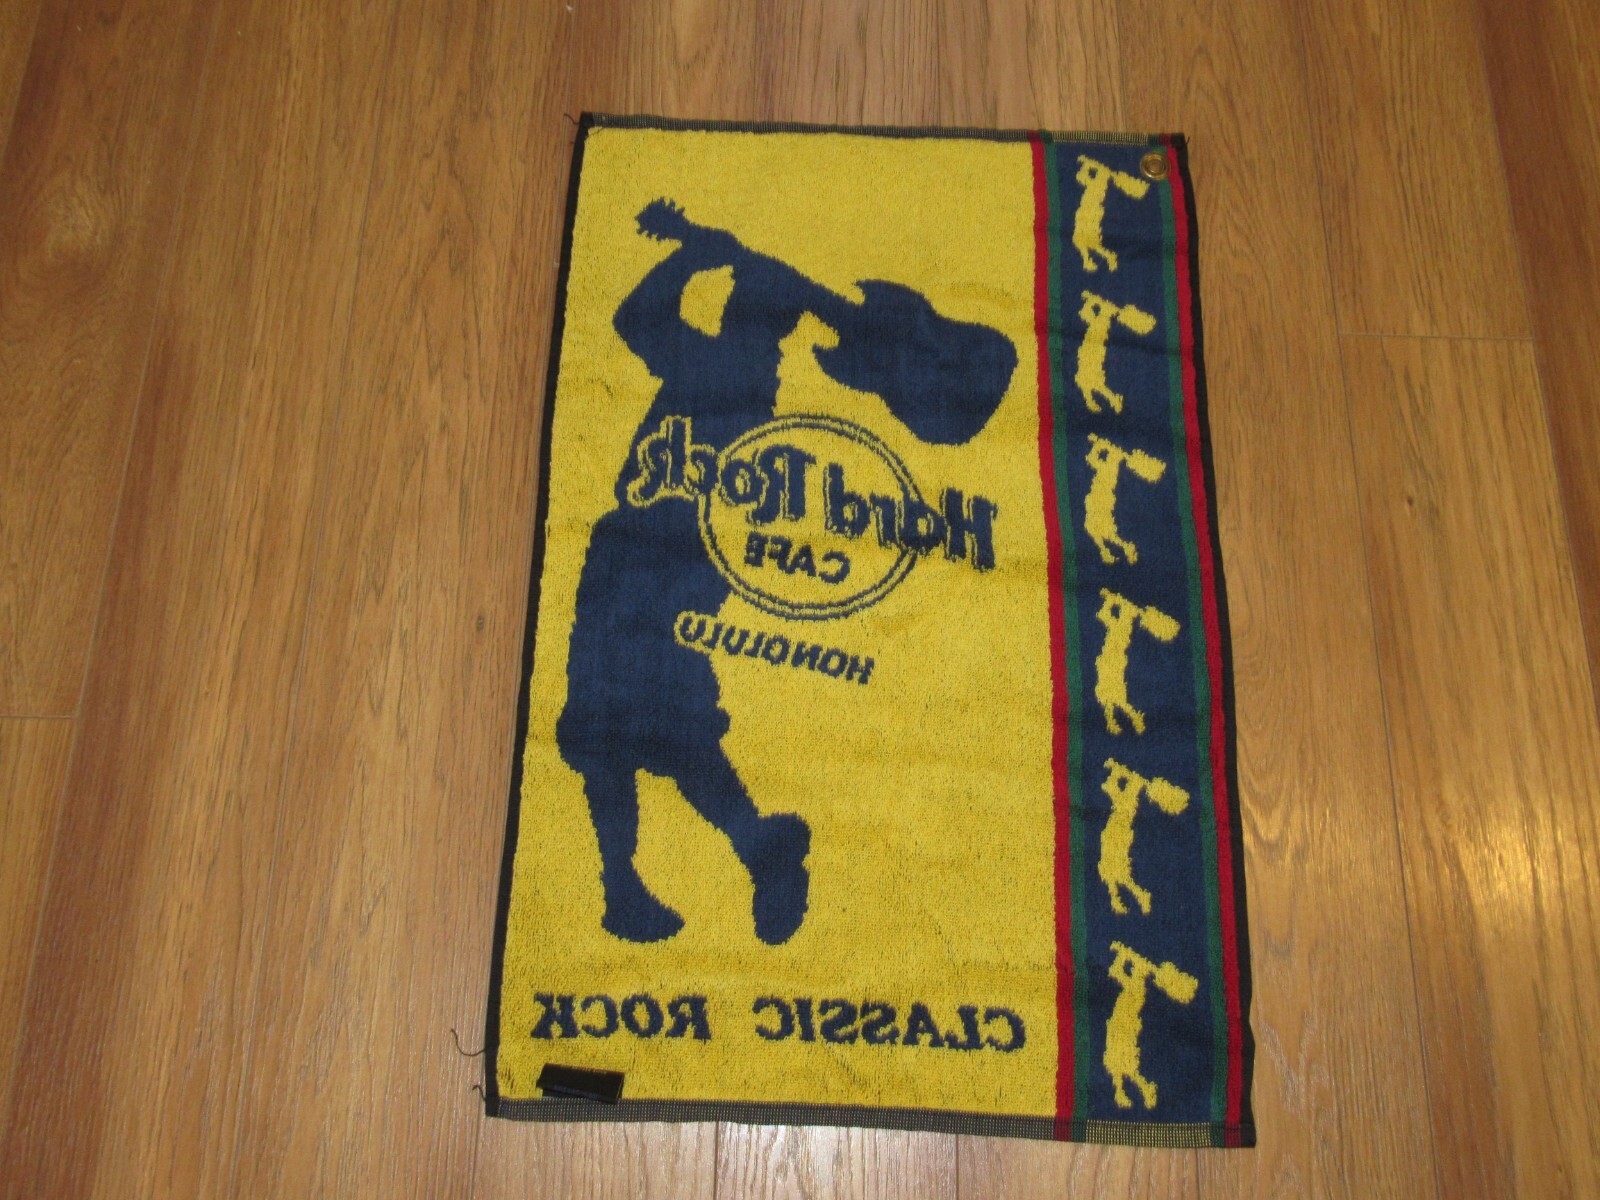 Hard Rock
CAFE
HONOLULU
CLASSIC ROCK